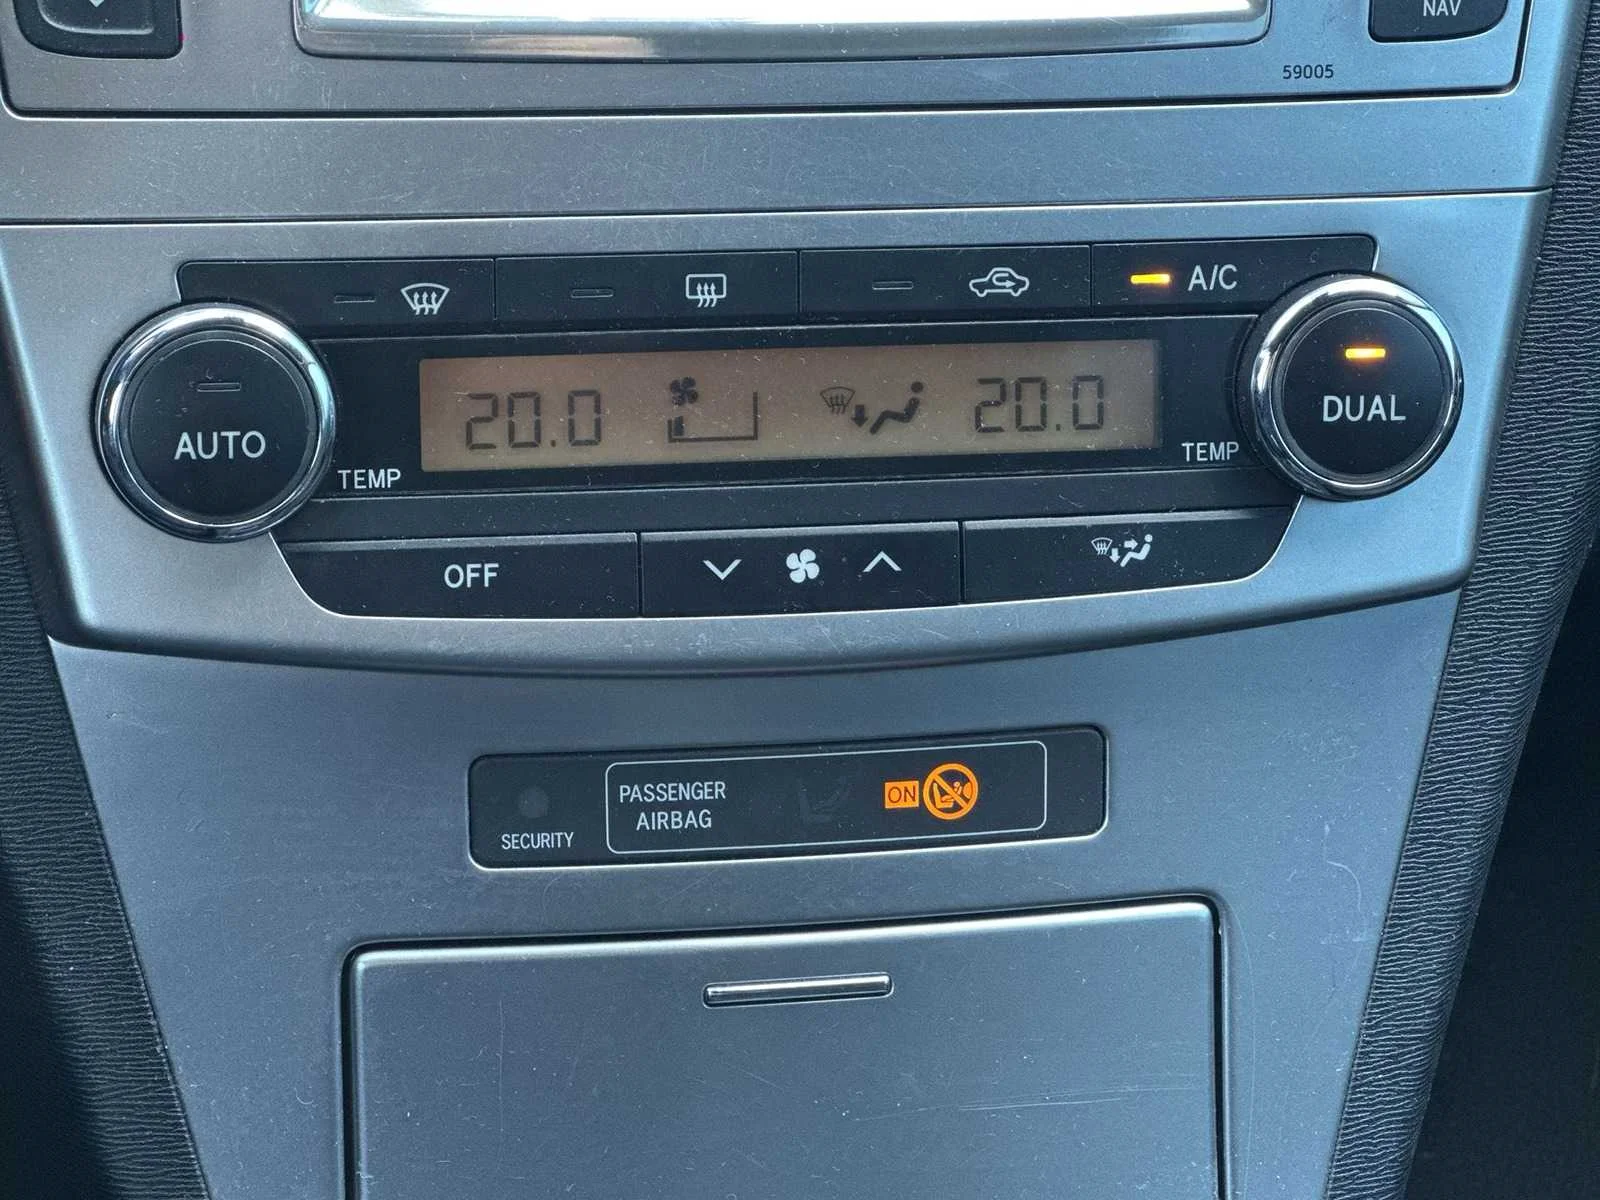 NAV
59005
A/C
AUTO
TEMP
20.0
20.0
TEMP
DUAL
OFF
SECURITY
PASSENGER
AIRBAG
ON